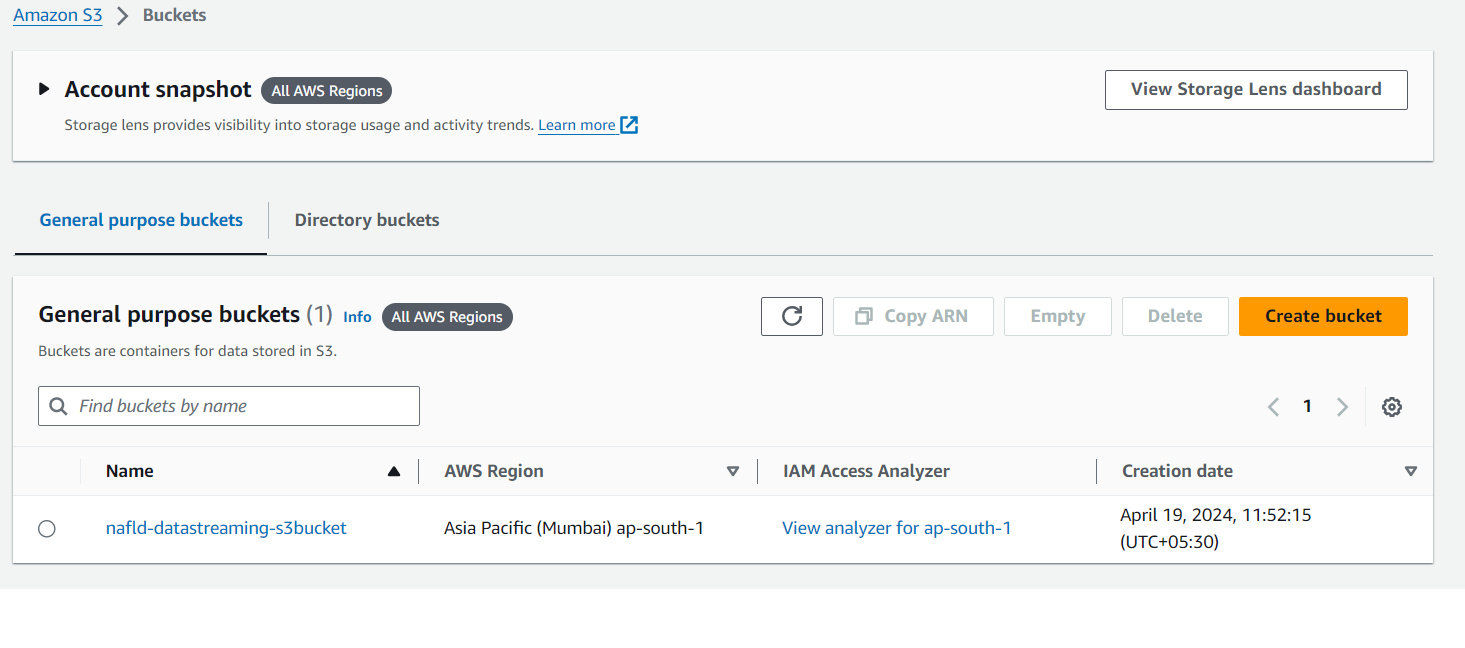 Amazon S3 > Buckets
Account snapshot All AWS Regions
View Storage Lens dashboard
Storage lens provides visibility into storage usage and activity trends. Learn more
General purpose buckets Directory buckets
General purpose buckets (1) Info All AWS Regions
Copy ARN Empty Delete Create bucket
Buckets are containers for data stored in S3.
Find buckets by name
1
Name AWS Region IAM Access Analyzer Creation date
nafld-datastreaming-s3bucket Asia Pacific (Mumbai) ap-south-1 View analyzer for ap-south-1 April 19, 2024, 11:52:15
(UTC+05:30)